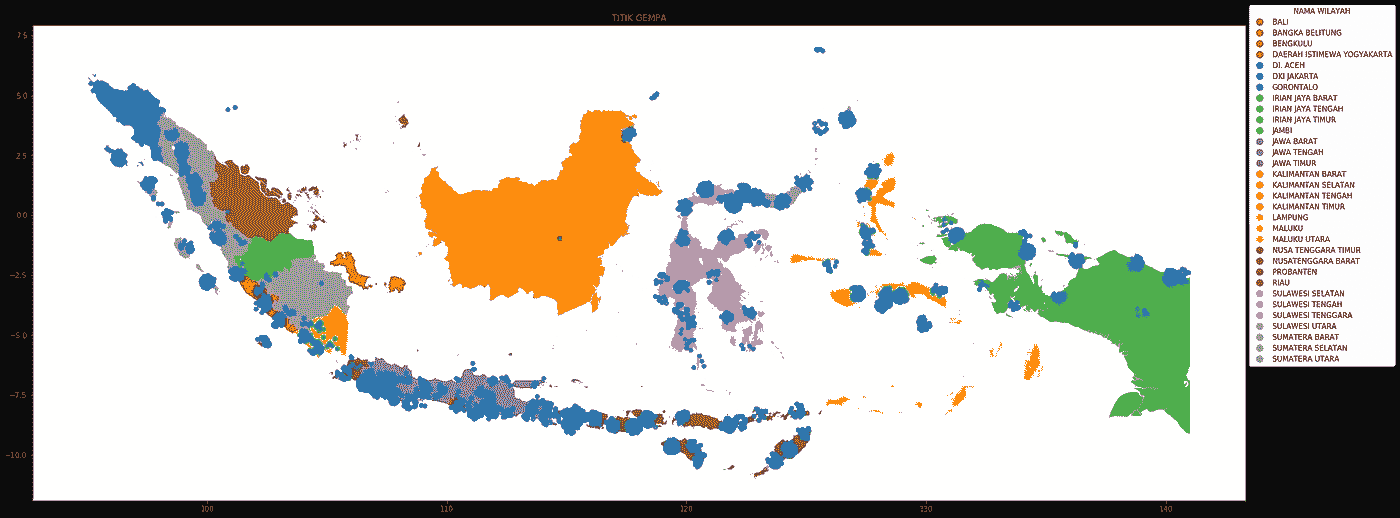 TITIK GEMPA
NAMA WILAYAH
BALI
BANGKA BELITUNG
BENGKULU
DAERAH ISTIMEWA YOGYAKARTA
DI. ACEH
DKI JAKARTA
GORONTALO
IRIAN JAYA BARAT
IRIAN JAYA TENGAH
IRIAN JAYA TIMUR
JAMBI
JAWA BARAT
JAWA TENGAH
JAWA TIMUR
KALIMANTAN BARAT
KALIMANTAN SELATAN
KALIMANTAN TENGAH
KALIMANTAN TIMUR
LAMPUNG
MALUKU
MALUKU UTARA
NUSA TENGGARA TIMUR
NUSATENGGARA BARAT
PROBANTEN
RIAU
SULAWESI SELATAN
SULAWESI TENGAH
SULAWESI TENGGARA
SULAWESI UTARA
SUMATERA BARAT
SUMATERA SELATAN
SUMATERA UTARA
7.5
5.0
2.5
0.0
−2.5
−5.0
−7.5
−10.0
100
110
120
130
140